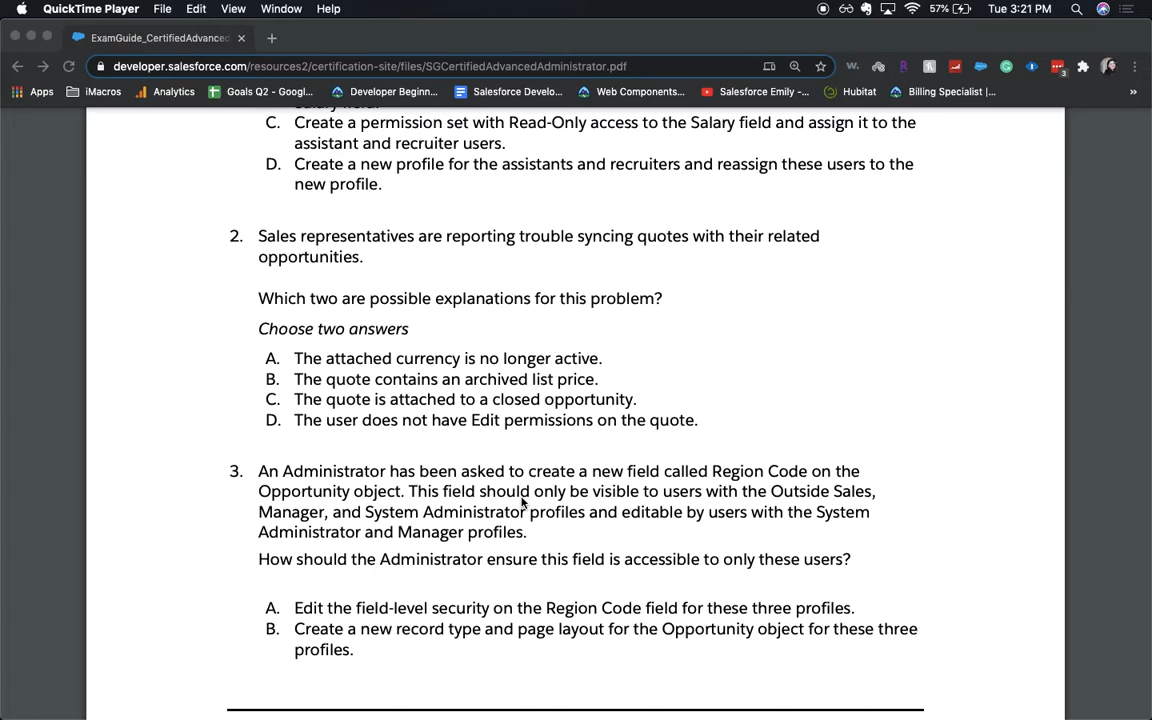 QuickTime Player File Edit View Window Help 57% Tue 3:21 PM
ExamGuide_CertifiedAdvanced
developer.salesforce.com/resources2/certification-site/files/SGCertifiedAdvancedAdministrator.pdf
Apps iMacros Analytics Goals Q2 - Googl... Developer Beginn... Salesforce Develo... Web Components... Salesforce Emily -... Hubitat Billing Specialist |... »
Salary field.
C. Create a permission set with Read-Only access to the Salary field and assign it to the
assistant and recruiter users.
D. Create a new profile for the assistants and recruiters and reassign these users to the
new profile.
2. Sales representatives are reporting trouble syncing quotes with their related
opportunities.
Which two are possible explanations for this problem?
Choose two answers
A. The attached currency is no longer active.
B. The quote contains an archived list price.
C. The quote is attached to a closed opportunity.
D. The user does not have Edit permissions on the quote.
3. An Administrator has been asked to create a new field called Region Code on the
Opportunity object. This field should only be visible to users with the Outside Sales,
Manager, and System Administrator profiles and editable by users with the System
Administrator and Manager profiles.
How should the Administrator ensure this field is accessible to only these users?
A. Edit the field-level security on the Region Code field for these three profiles.
B. Create a new record type and page layout for the Opportunity object for these three
profiles.